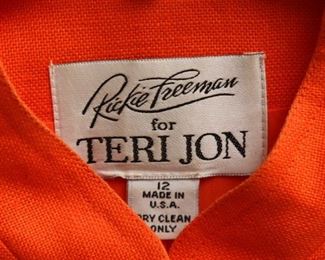 Rickie Freeman
for
TERI JON
12
MADE IN
U.S.A.
DRY CLEAN
ONLY